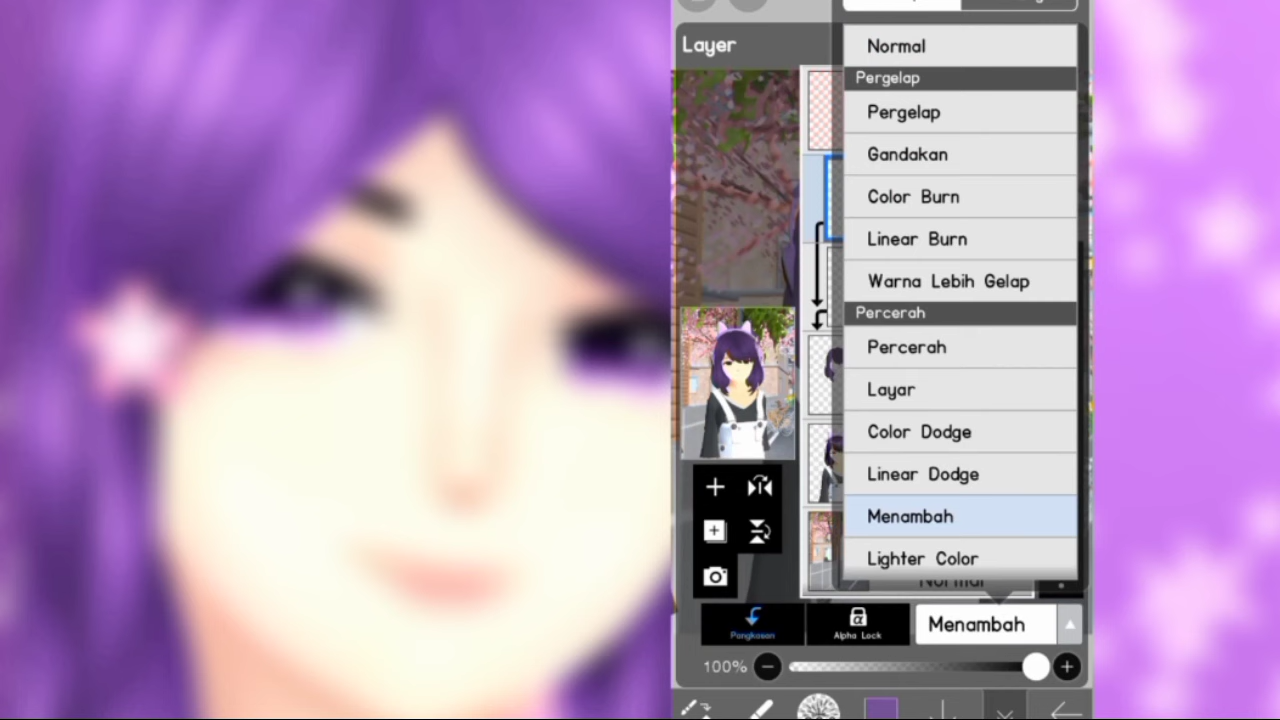 Layer
Normal
Pergelap
Pergelap
Gandakan
Color Burn
Linear Burn
Warna Lebih Gelap
Percerah
Percerah
Layar
Color Dodge
Linear Dodge
Menambah
Lighter Color
Normal
Pangkasan
Alpha Lock
Menambah
100%